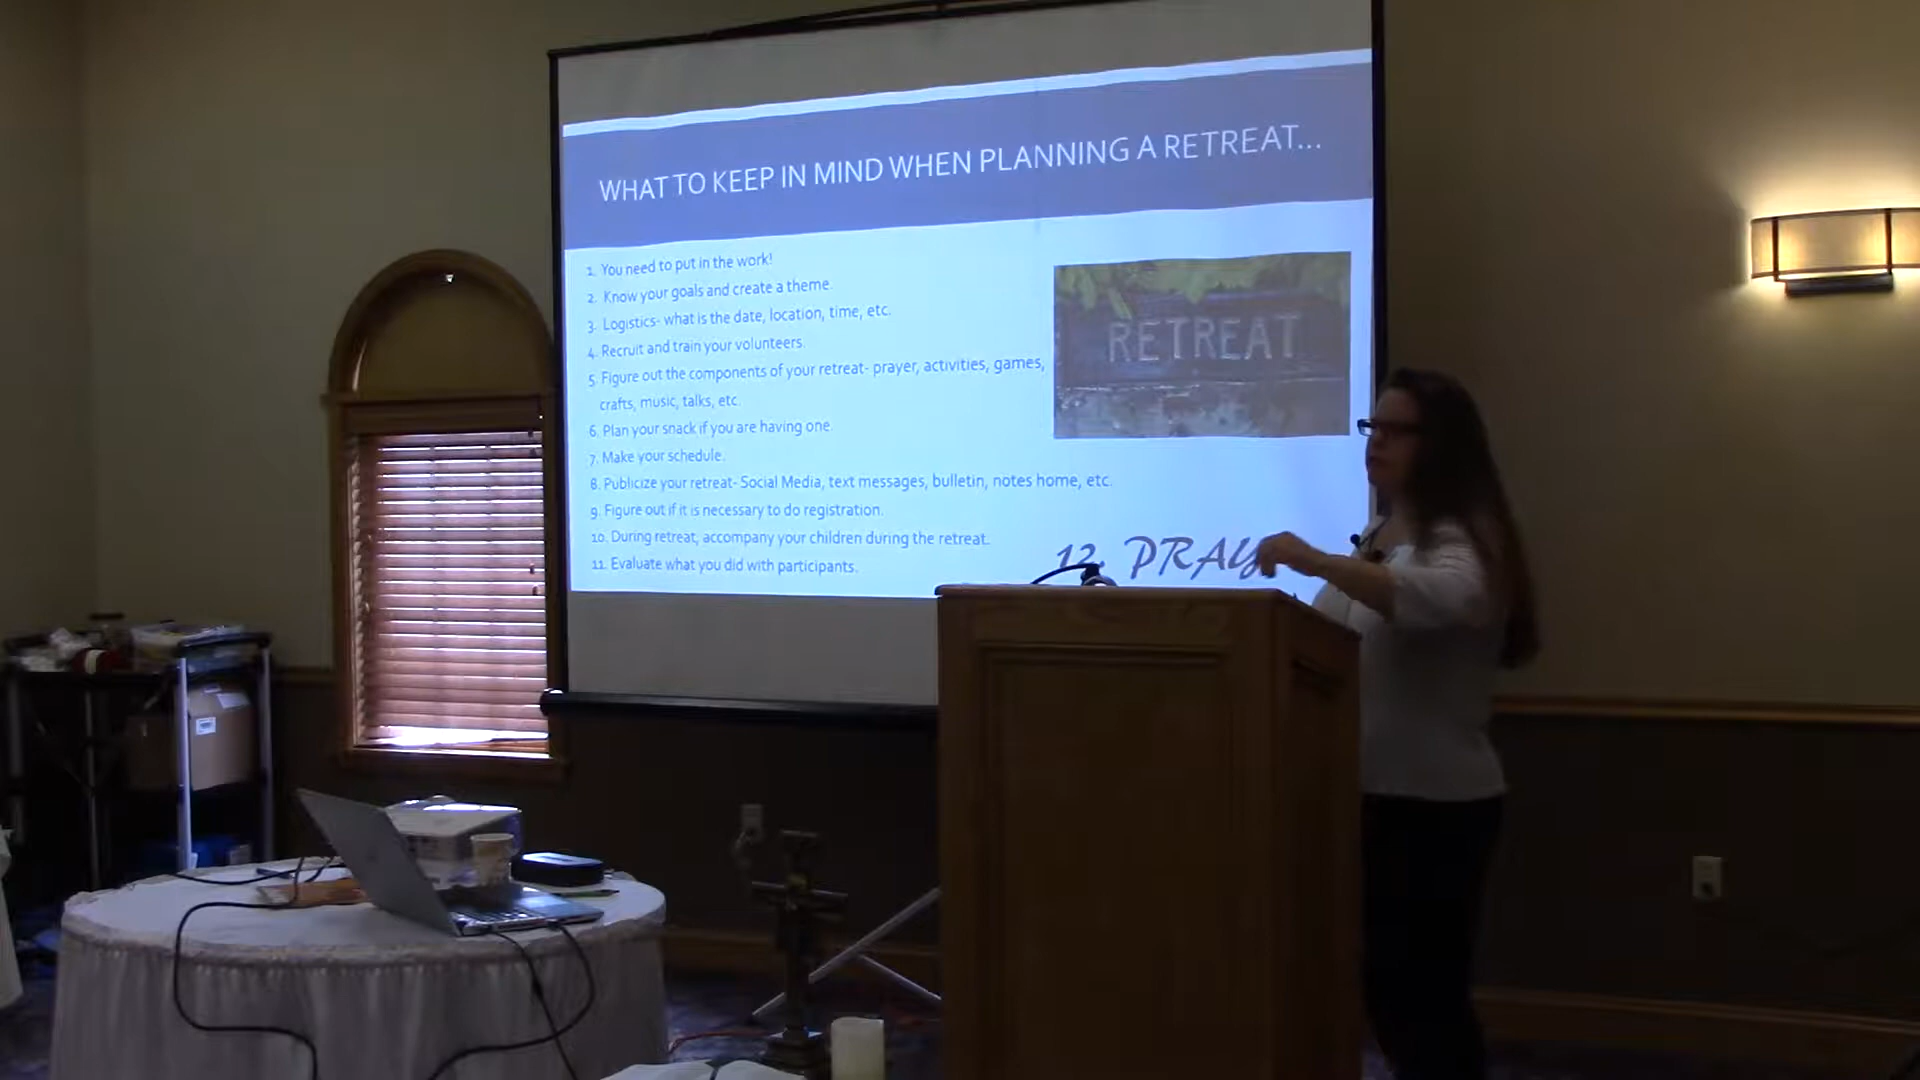 WHAT TO KEEP IN MIND WHEN PLANNING A RETREAT...
1. You need to put in the work!
2. Know your goals and create a theme.
3. Logistics- what is the date, location, time, etc.
4. Recruit and train your volunteers.
5. Figure out the components of your retreat- prayer, activities, games,
crafts, music, talks, etc.
6. Plan your snack if you are having one.
7. Make your schedule.
8. Publicize your retreat- Social Media, text messages, bulletin, notes home, etc.
9. Figure out if it is necessary to do registration.
10. During retreat, accompany your children during the retreat.
11. Evaluate what you did with participants.
RETREAT
12. PRAY